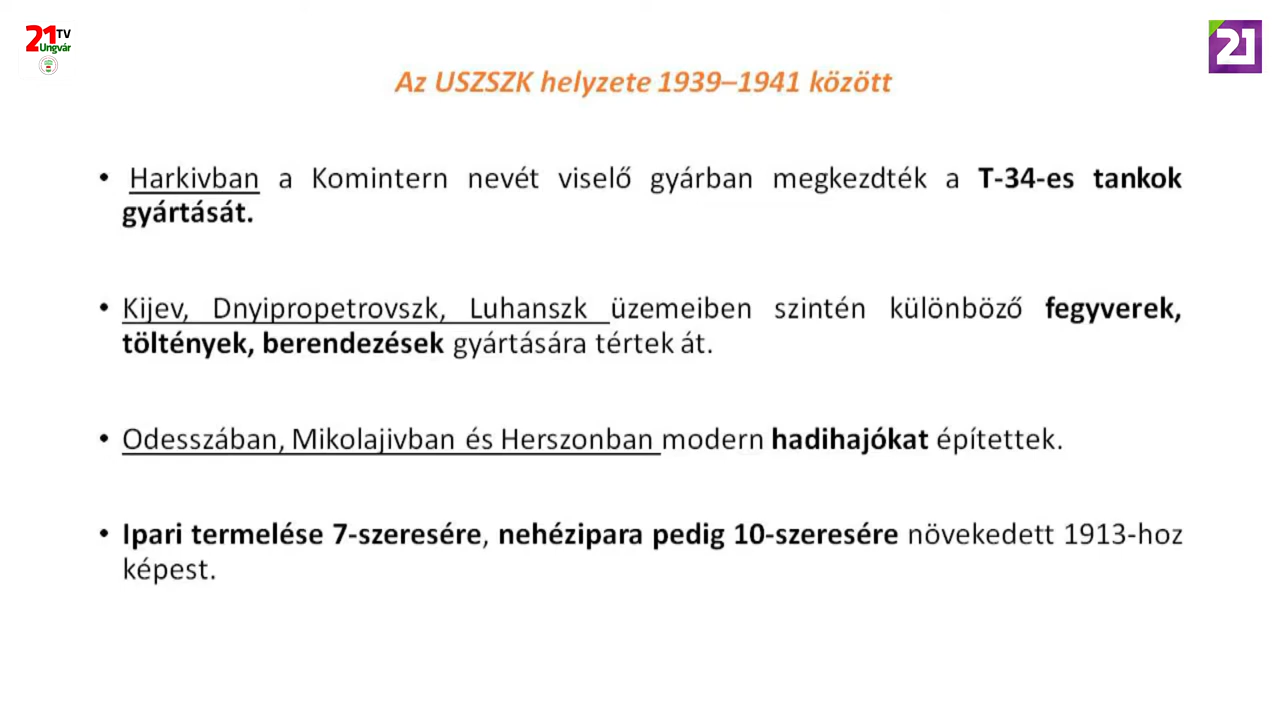 21 TV
Ungvár
21
Az USZSZK helyzete 1939–1941 között
• Harkivban a Komintern nevét viselő gyárban megkezdték a T-34-es tankok
gyártását.
• Kijev, Dnyipropetrovszk, Luhanszk üzemeiben szintén különböző fegyverek,
töltények, berendezések gyártására tértek át.
• Odesszában, Mikolajivban és Herszonban modern hadihajókat építettek.
• Ipari termelése 7-szeresére, nehézipara pedig 10-szeresére növekedett 1913-hoz
képest.